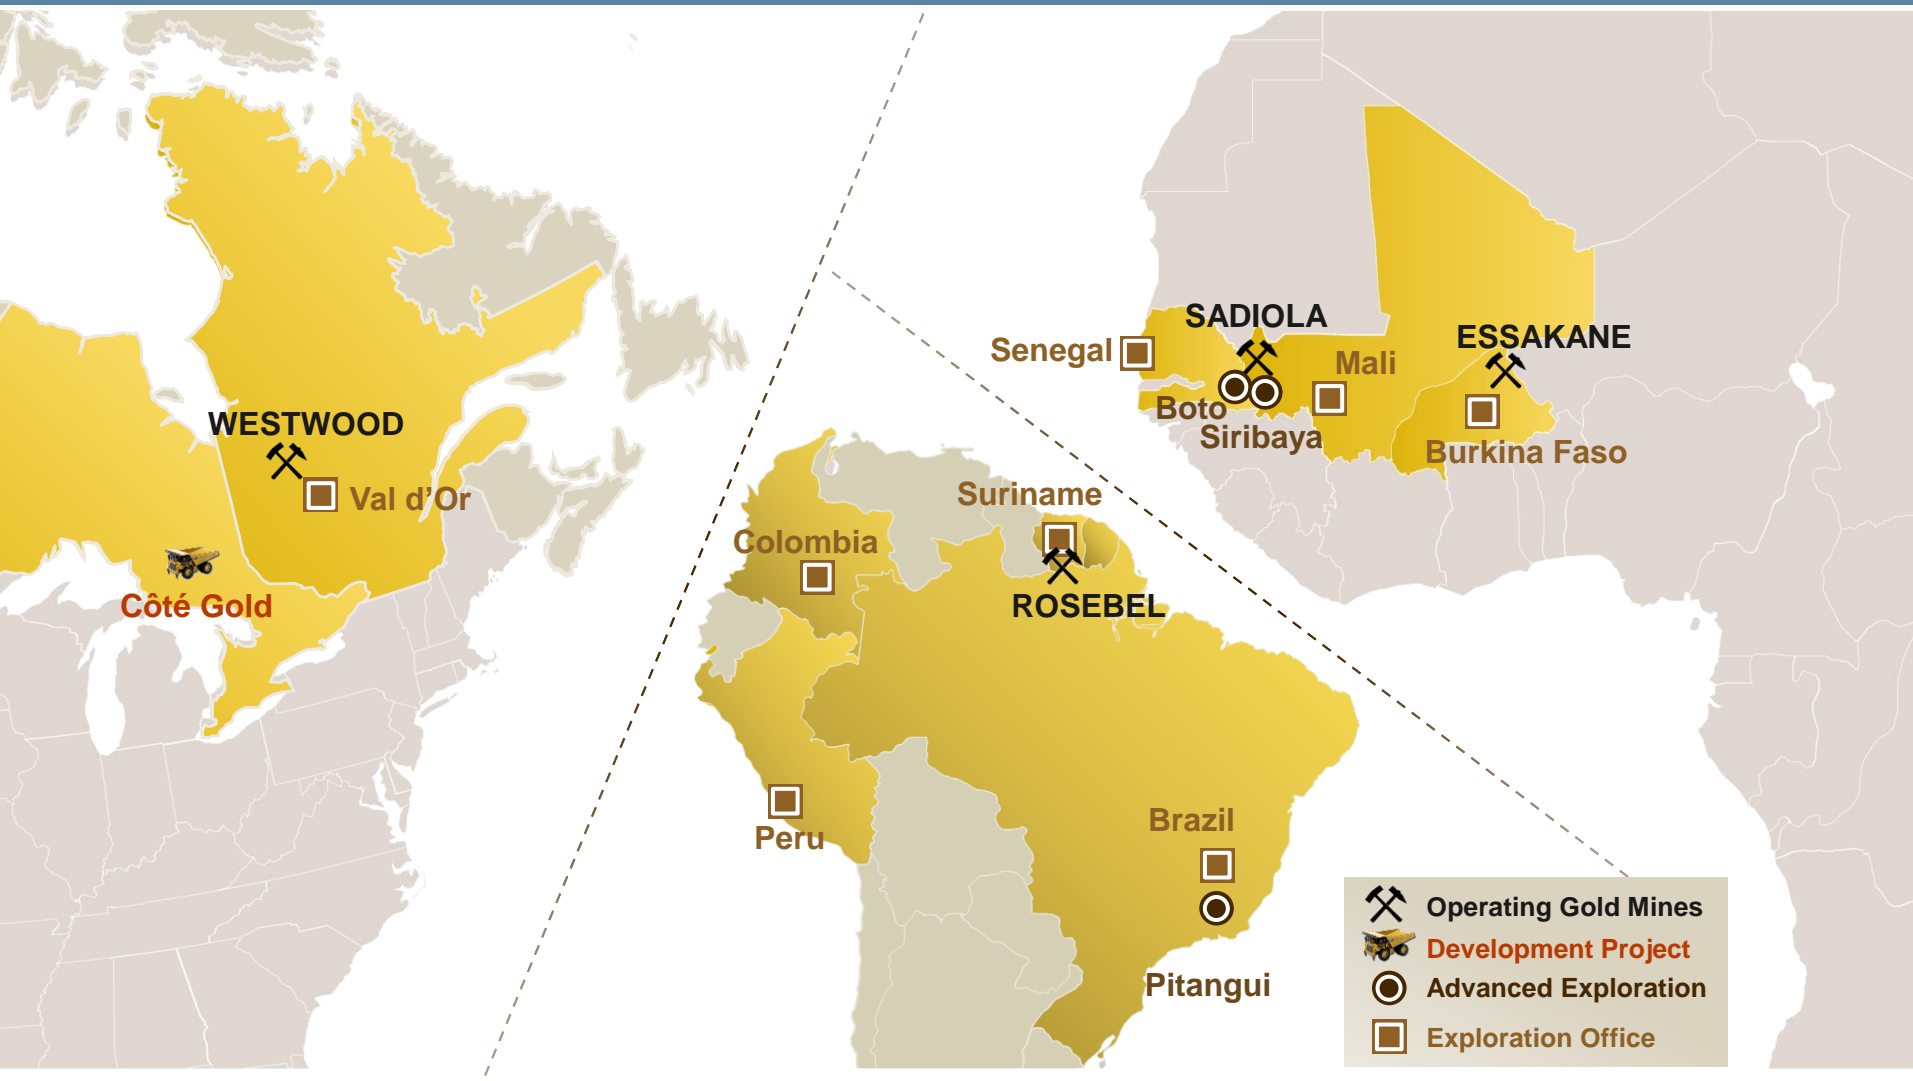 WESTWOOD
Val d’Or
Côté Gold
SADIOLA
ESSAKANE
Senegal
Mali
Boto
Siribaya
Burkina Faso
Suriname
Colombia
ROSEBEL
Peru
Brazil
Pitangui
Operating Gold Mines
Development Project
Advanced Exploration
Exploration Office